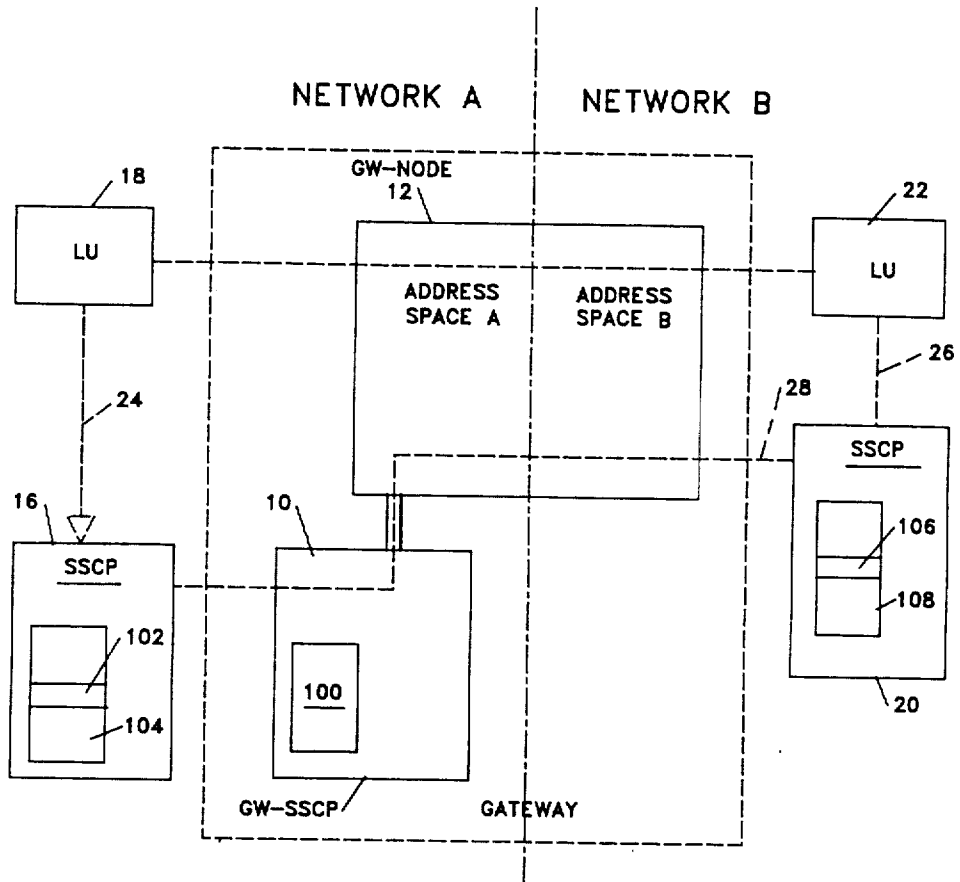 NETWORK A
NETWORK B
GW-NODE
12
18
22
LU
LU
ADDRESS
SPACE A
ADDRESS
SPACE B
26
24
28
SSCP
16
10
106
SSCP
108
102
100
20
104
GW-SSCP
GATEWAY